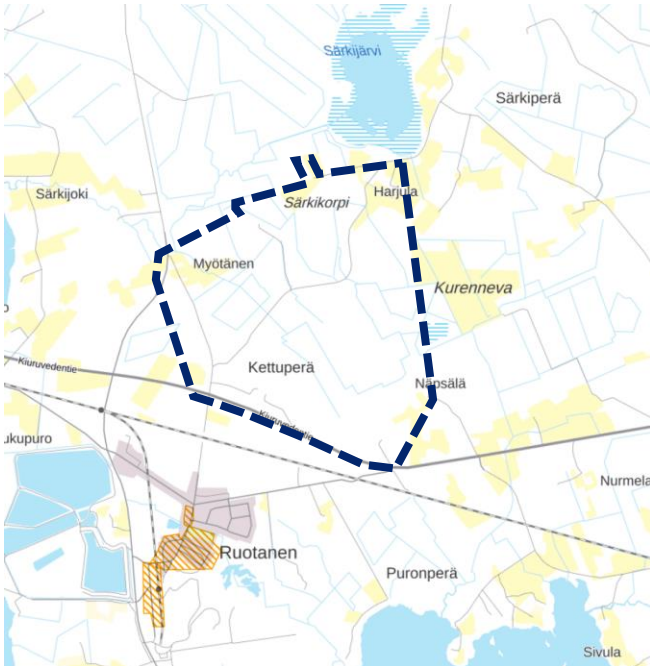 Särkijärvi
Särkiperä
Särkijoki
Särkikorpi
Harjula
Myötänen
Kurenneva
Kiuruvedentie
Kettuperä
Näpsälä
Kiuruvedentie
ukupuro
Nurmela
Ruotanen
Puronperä
Sivula